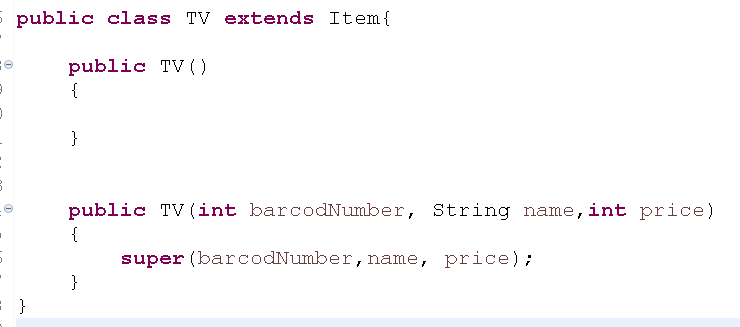 public class TV extends Item{
public TV()
{
}
public TV(int barcodNumber, String name,int price)
{
super(barcodNumber,name, price);
}
}